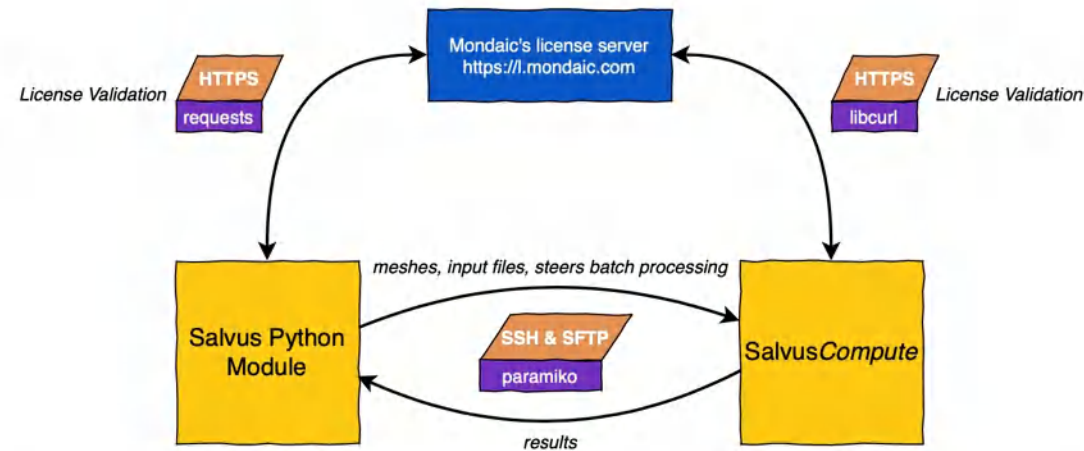 Mondaic's license server
https://l.mondaic.com
HTTPS
License Validation
requests
HTTPS
License Validation
libcurl
meshes, input files, steers batch processing
Salvus Python
Module
SSH & SFTP
paramiko
SalvusCompute
results